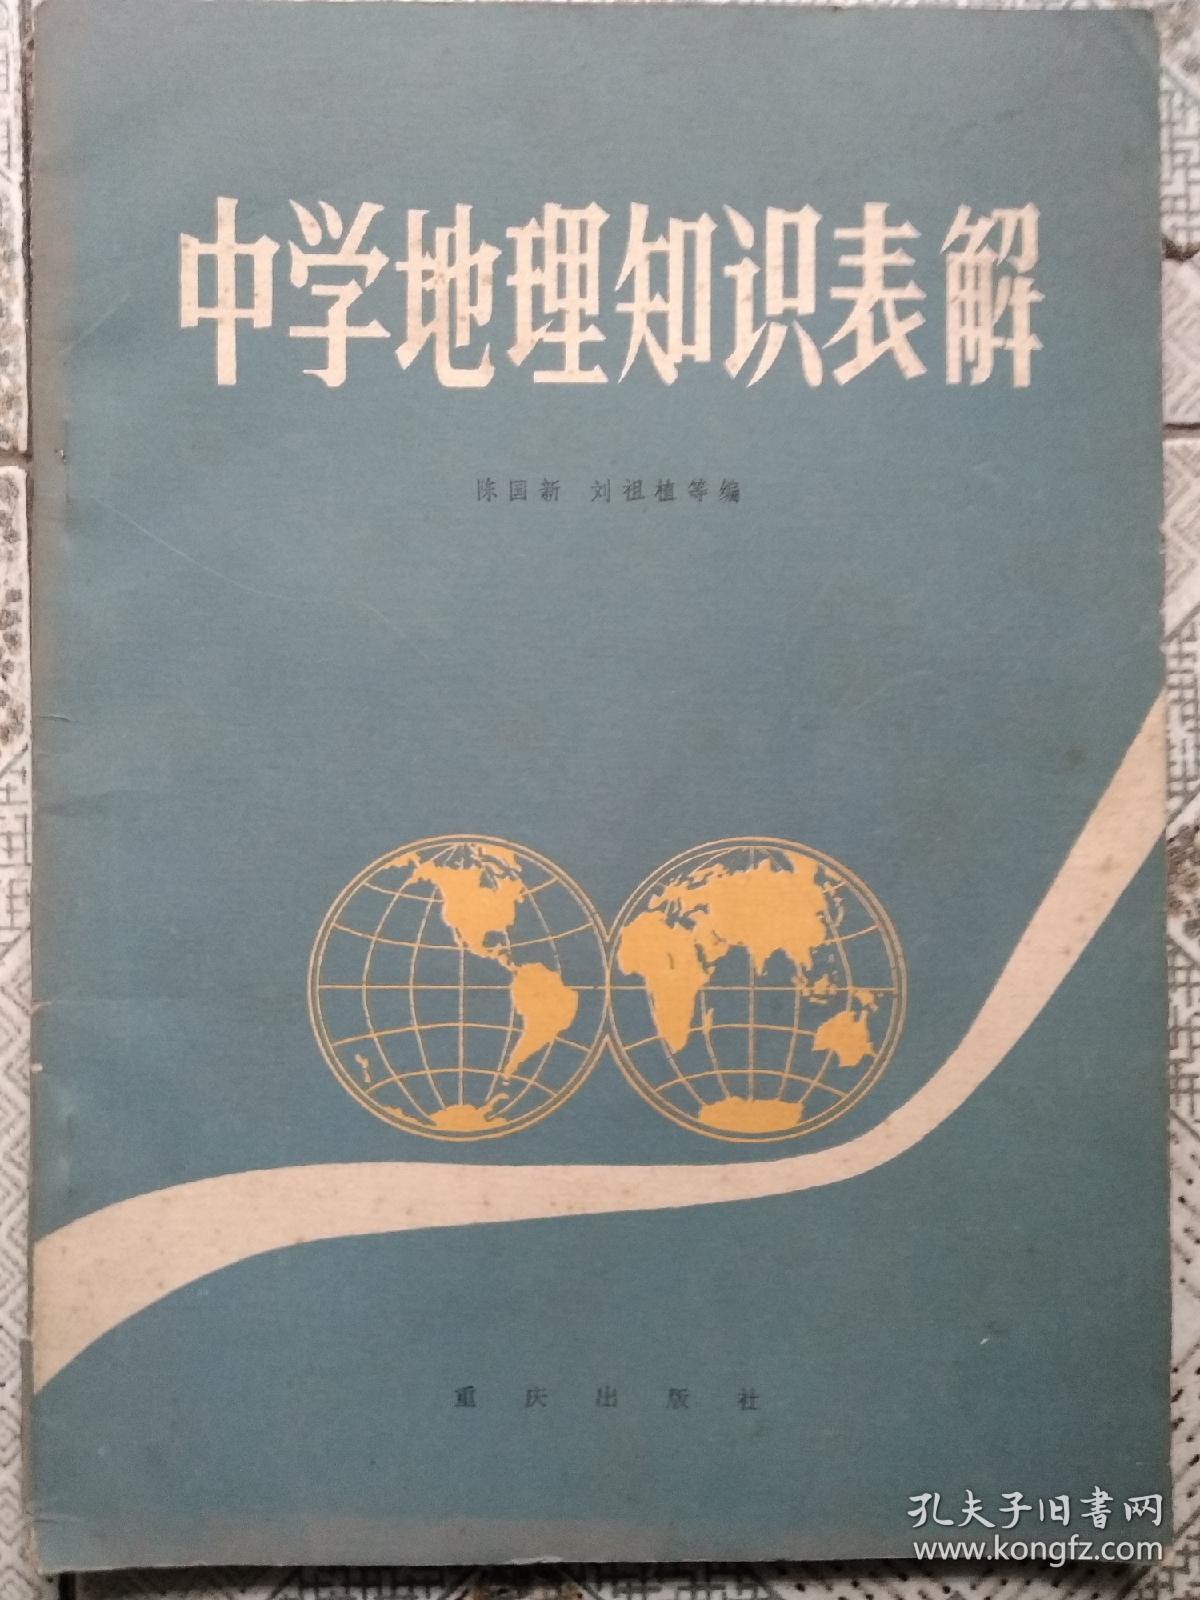 中学地理知识表解
陈国新 刘祖植等编
重庆出版社
孔夫子旧书网
www.kongfz.com